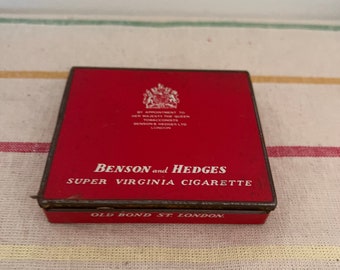 BY APPOINTMENT TO
HER MAJESTY THE QUEEN
TOBACCONISTS
BENSON & HEDGES LTD.
LONDON
BENSON and HEDGES
SUPER VIRGINIA CIGARETTE
OLD BOND ST. LONDON.